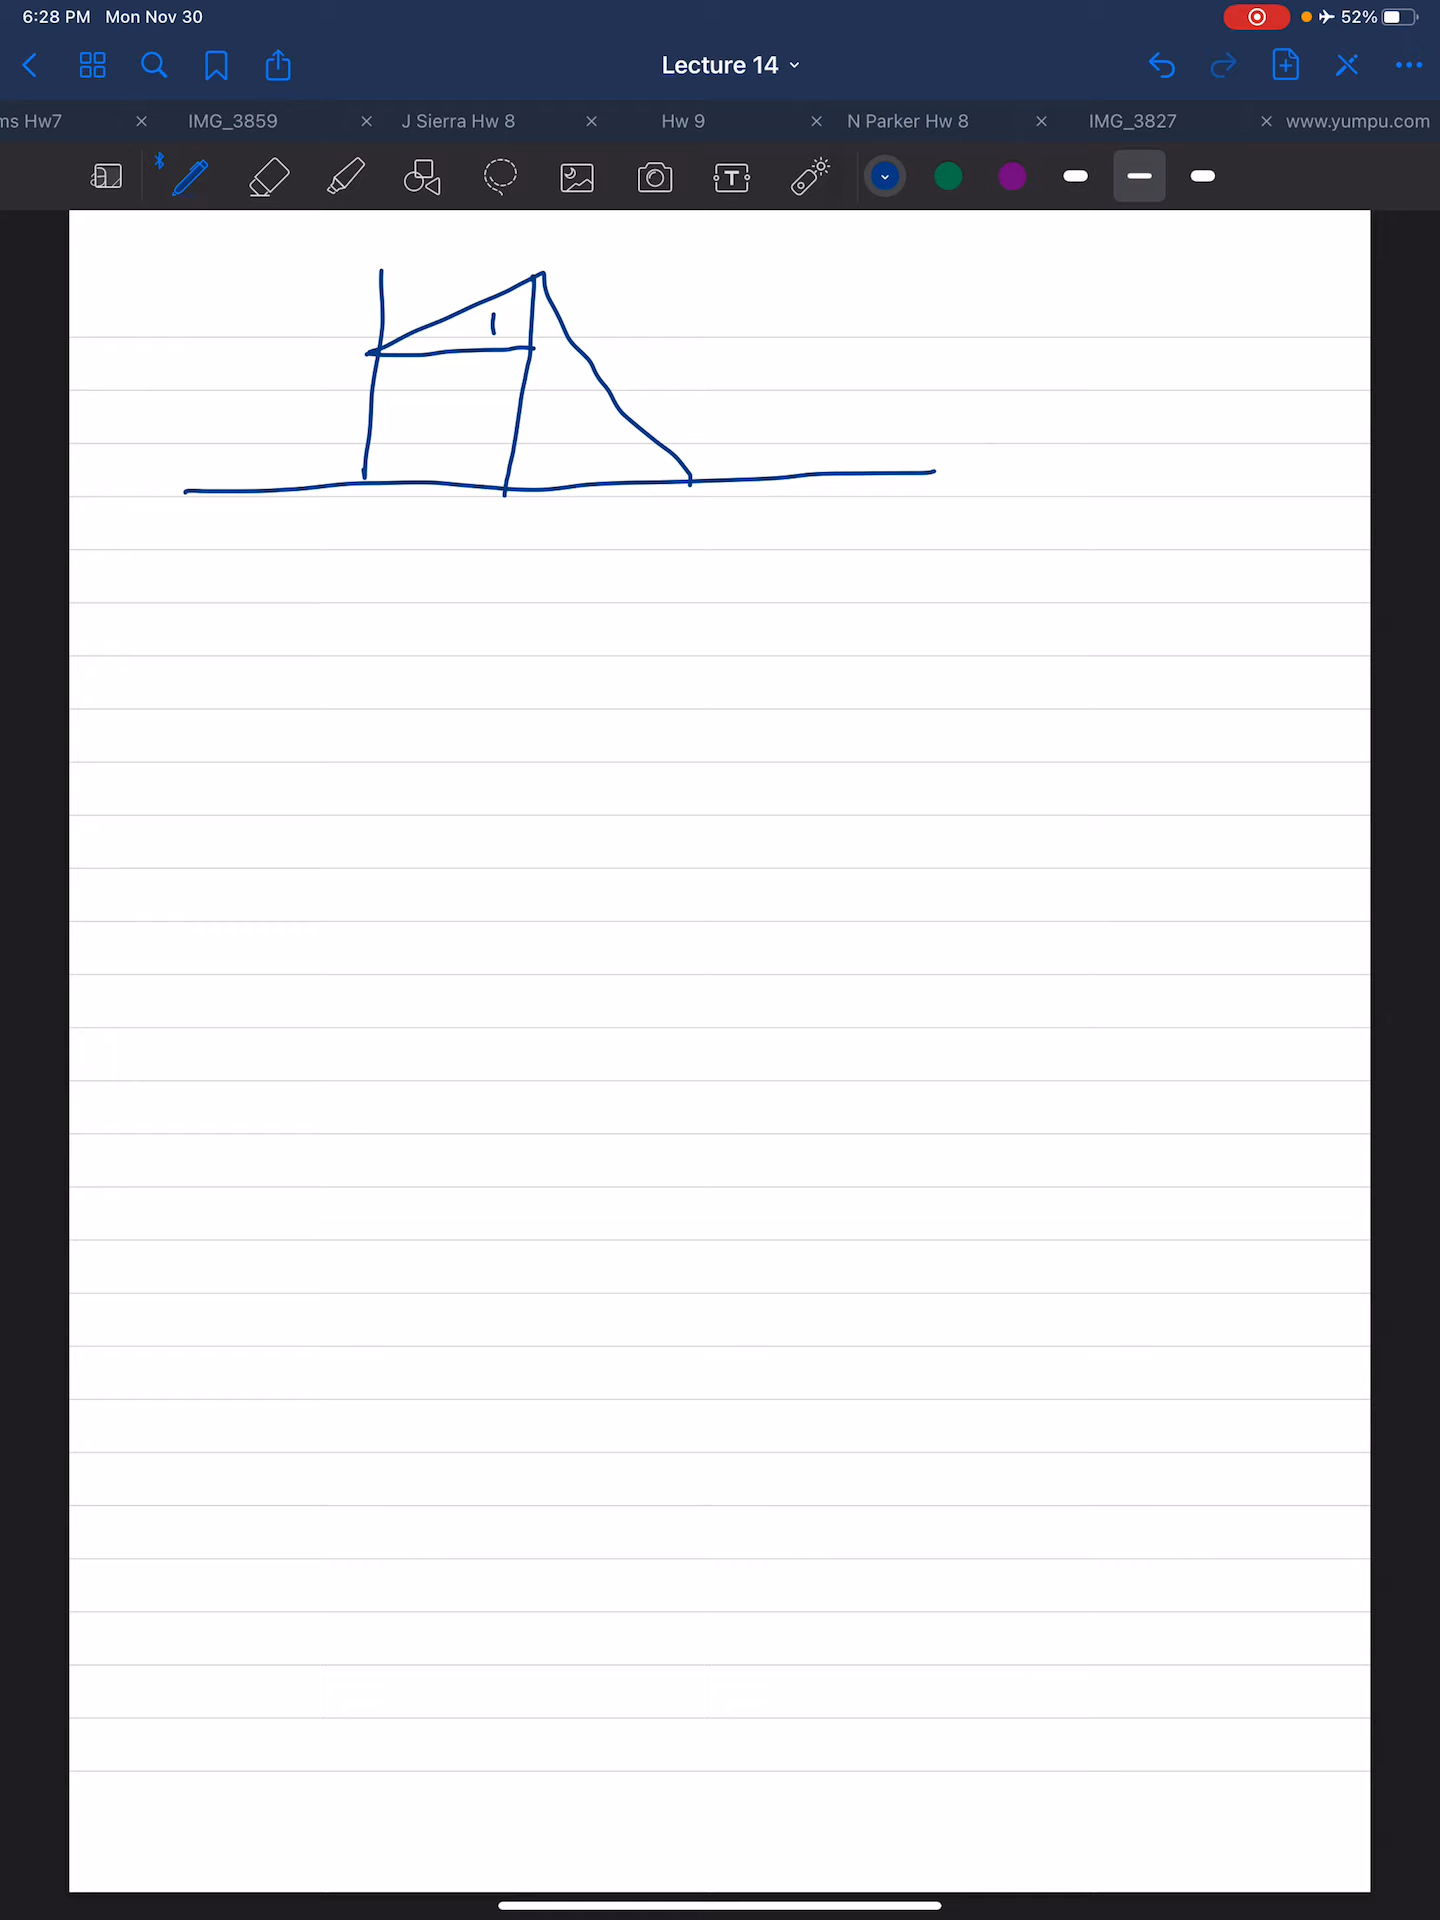 6:28 PM Mon Nov 30
52%
Lecture 14
ms Hw7
IMG_3859
J Sierra Hw 8
Hw 9
N Parker Hw 8
IMG_3827
www.yumpu.com
T
1